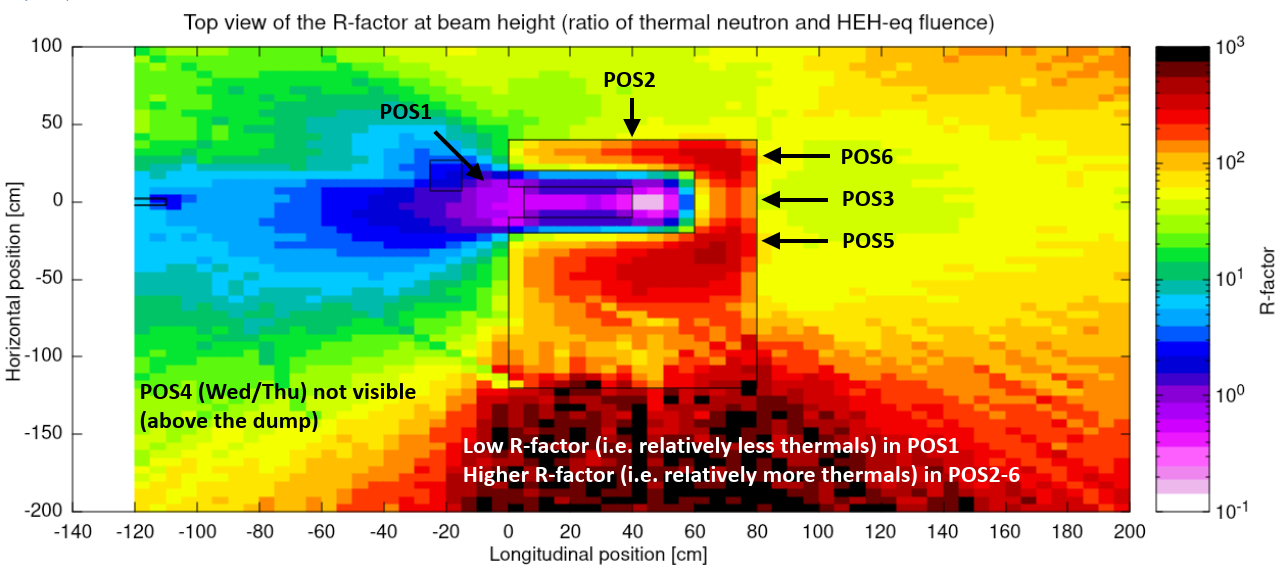 Top view of the R-factor at beam height (ratio of thermal neutron and HEH-eq fluence)
100
50
0
-50
-100
-150
-200
Horizontal position [cm]
POS1
POS2
POS6
POS3
POS5
POS4 (Wed/Thu) not visible
(above the dump)
Low R-factor (i.e. relatively less thermals) in POS1
Higher R-factor (i.e. relatively more thermals) in POS2-6
-140 -120 -100 -80 -60 -40 -20 0 20 40 60 80 100 120 140 160 180 200
Longitudinal position [cm]
10³
10²
10¹
10⁰
10⁻¹
R-factor